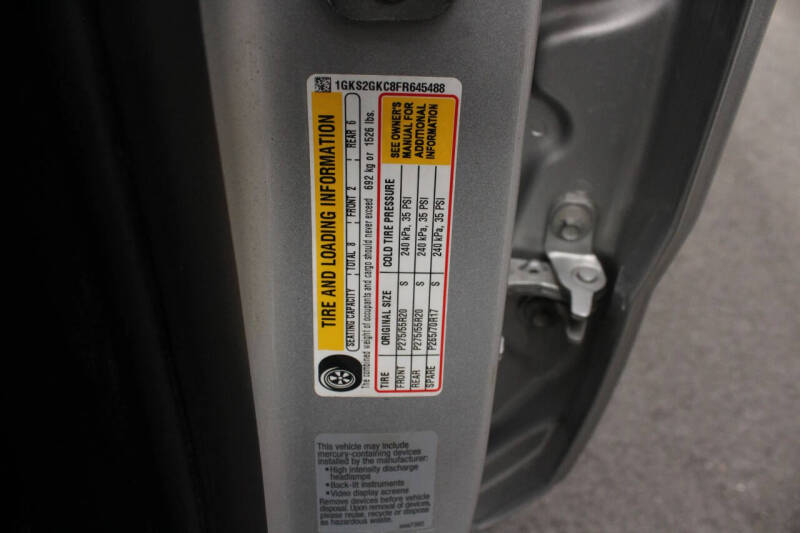 1GKS2GKC8FR645488
TIRE AND LOADING INFORMATION
SEATING CAPACITY TOTAL 8 FRONT 2 REAR 6
The combined weight of occupants and cargo should never exceed 692 kg or 1526 lbs.
TIRE ORIGINAL SIZE COLD TIRE PRESSURE
FRONT P275/55R20 S 240 kPa, 35 PSI
REAR P275/55R20 S 240 kPa, 35 PSI
SPARE P265/70R17 S 240 kPa, 35 PSI
SEE OWNER'S
MANUAL FOR
ADDITIONAL
INFORMATION
This vehicle may include
mercury-containing devices
installed by the manufacturer:
•High intensity discharge
headlamps
•Back-lit instruments
•Video display screens
Remove devices before vehicle
disposal. Upon removal of devices,
please reuse, recycle or dispose
as hazardous waste.